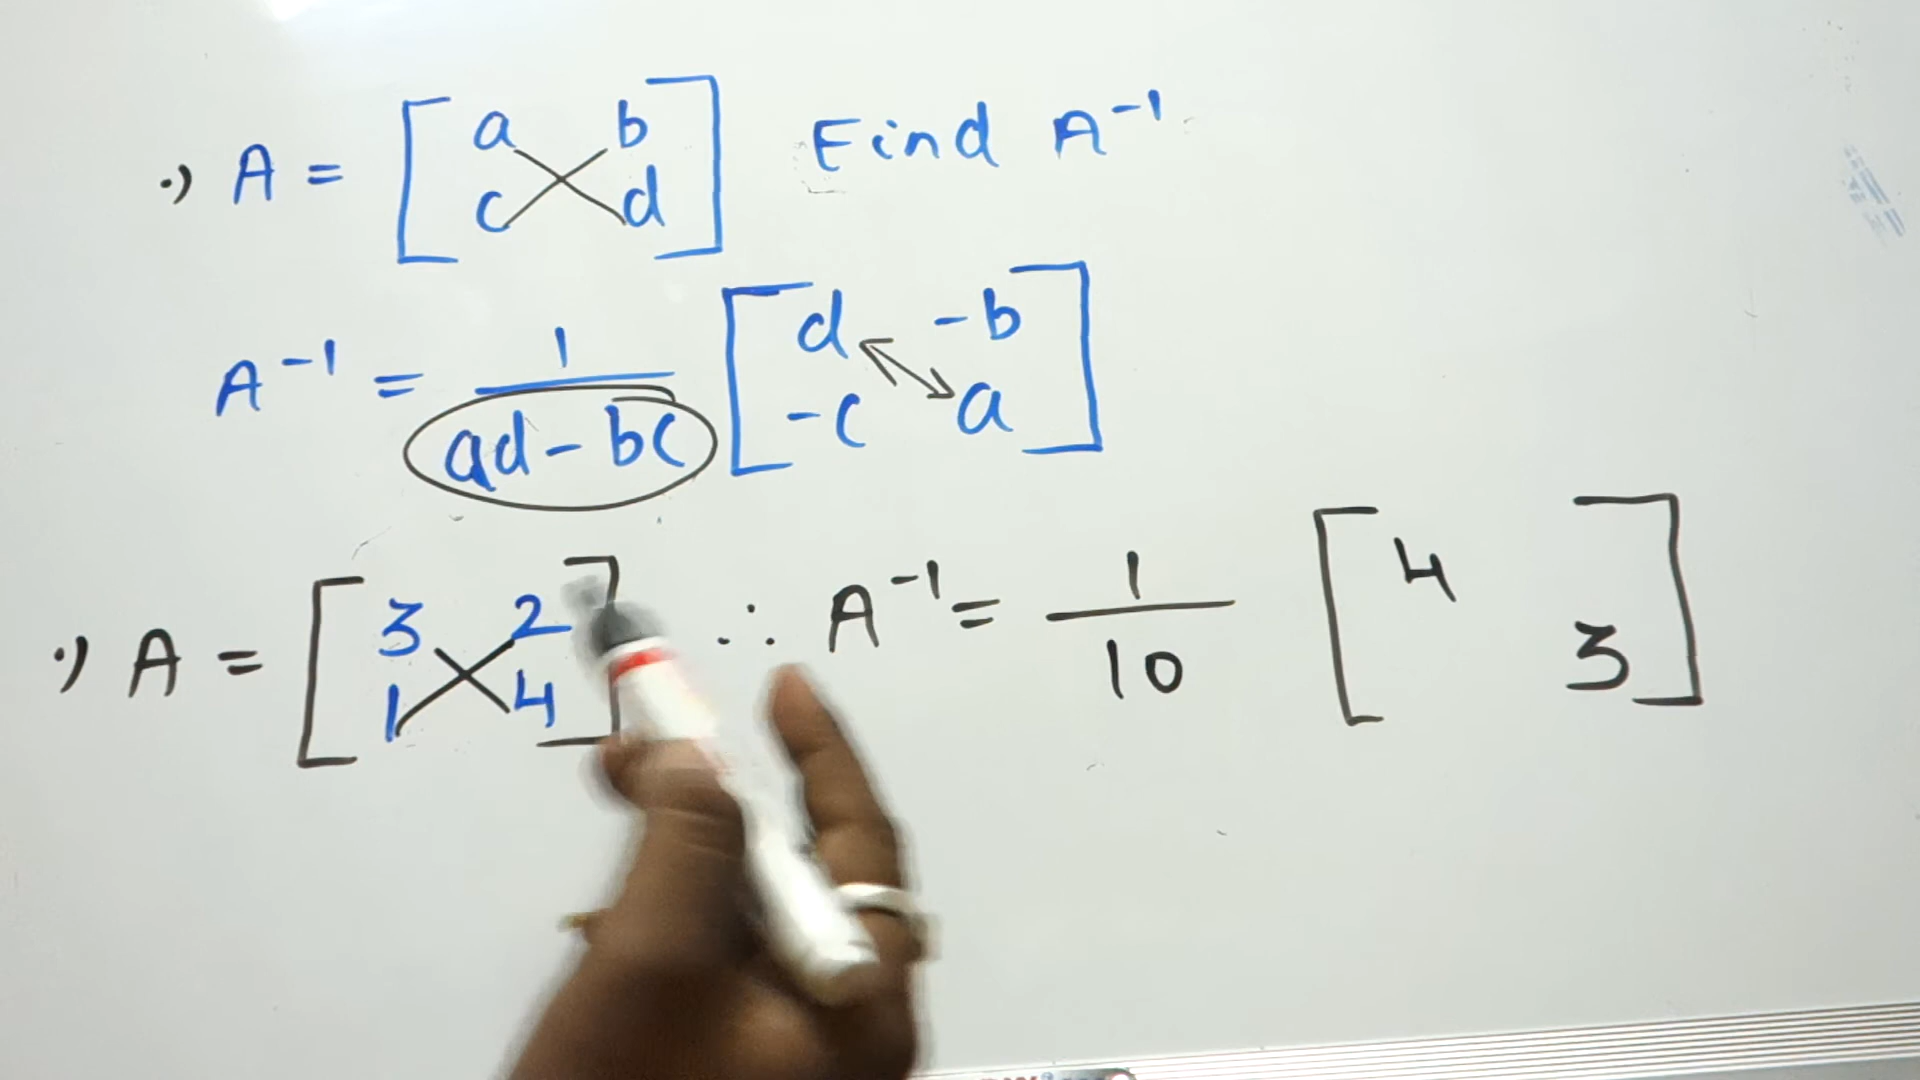 ·) A = [ a b Find A⁻¹
c d ]
A⁻¹ = 1 / ad - bc [ d -b
-c a ]
·) A = [ 3 2 ∴ A⁻¹ = 1 / 10 [ 4
1 4 ] 3 ]